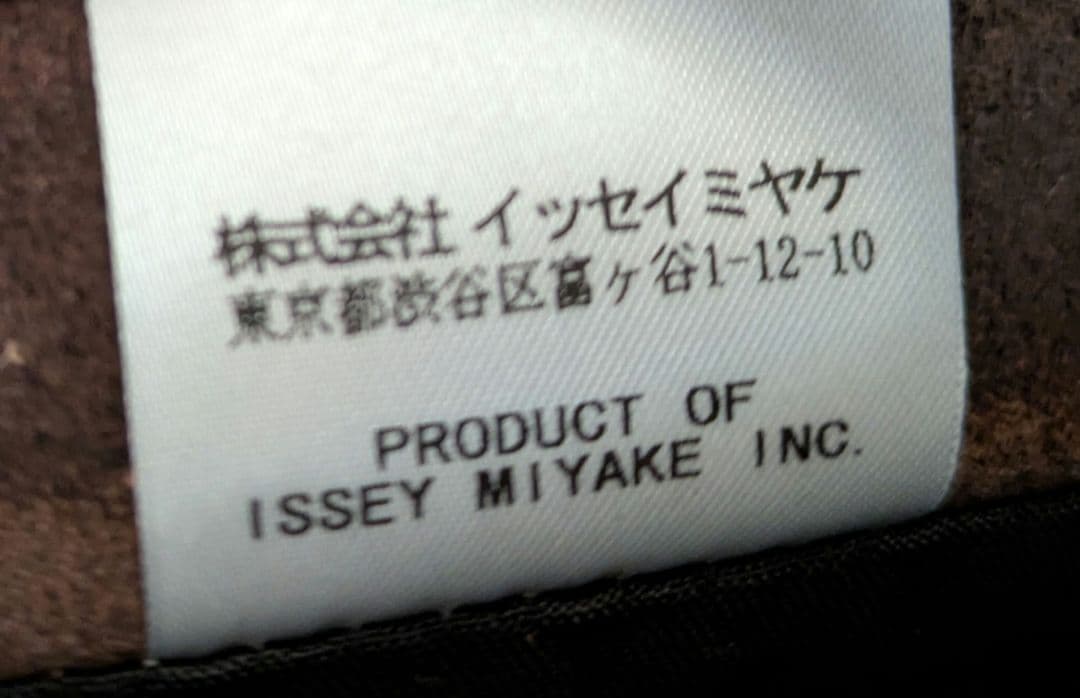 株式会社 イッセイミヤケ
東京都渋谷区富ヶ谷1-12-10
PRODUCT OF
ISSEY MIYAKE INC.